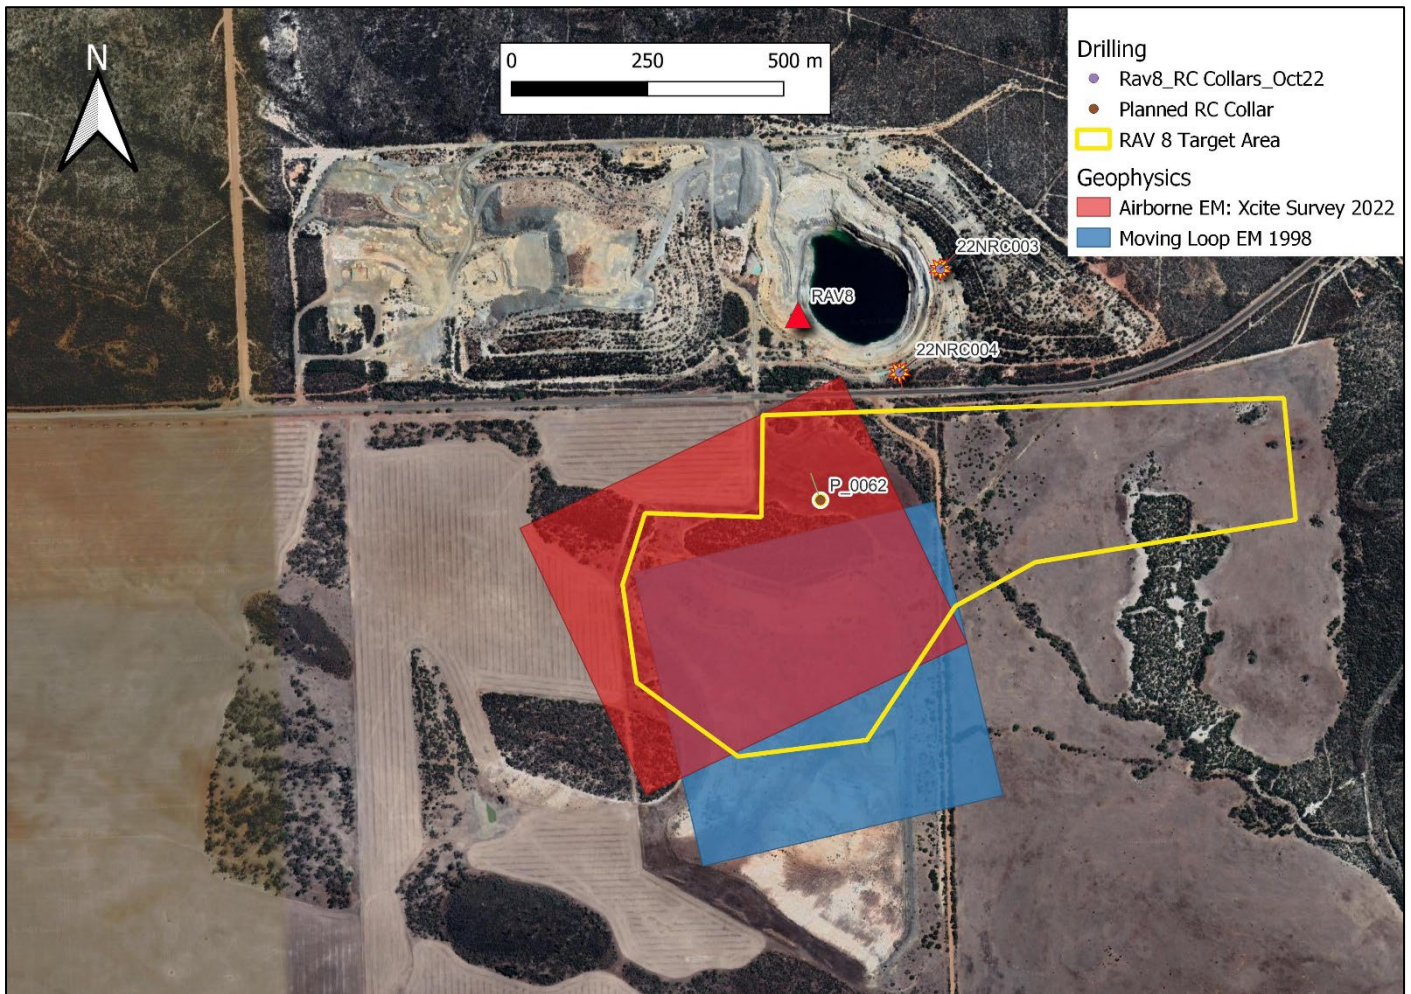 N
0 250 500 m
Drilling
Rav8_RC Collars_Oct22
Planned RC Collar
RAV 8 Target Area
Geophysics
Airborne EM: Xcite Survey 2022
Moving Loop EM 1998
22NRC003
RAV8
22NRC004
P_0062